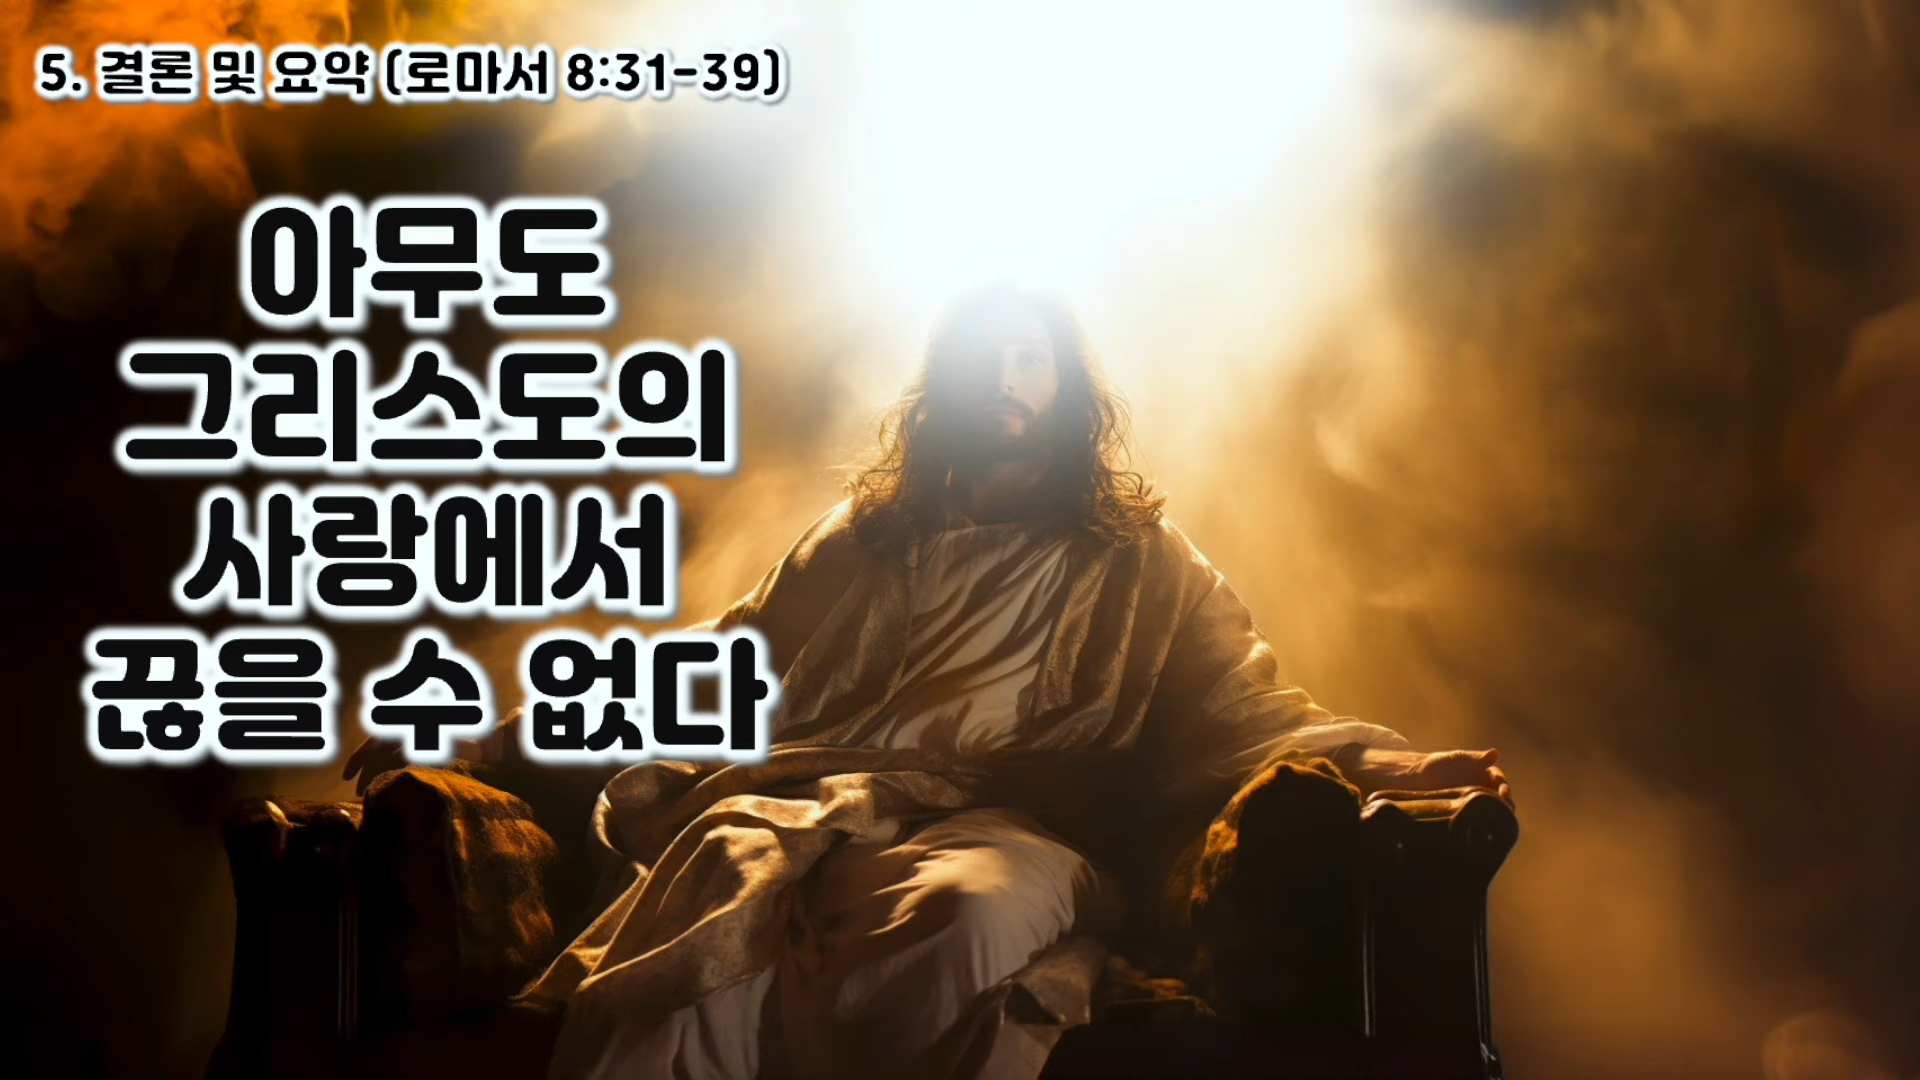 5. 결론 및 요약 (로마서 8:31-39)
아무도
그리스도의
사랑에서
끊을 수 없다